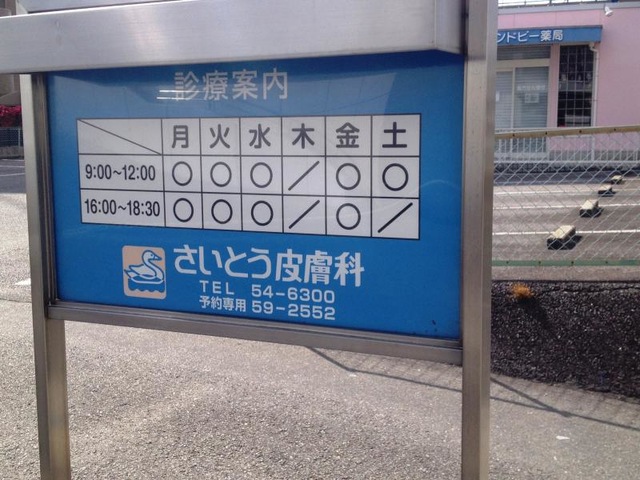 診療案内
月 火 水 木 金 土
9:00~12:00 ○ ○ ○ / ○ ○
16:00~18:30 ○ ○ ○ / ○ /
さいとう皮膚科
TEL 54-6300
予約専用 59-2552
ンドビー薬局